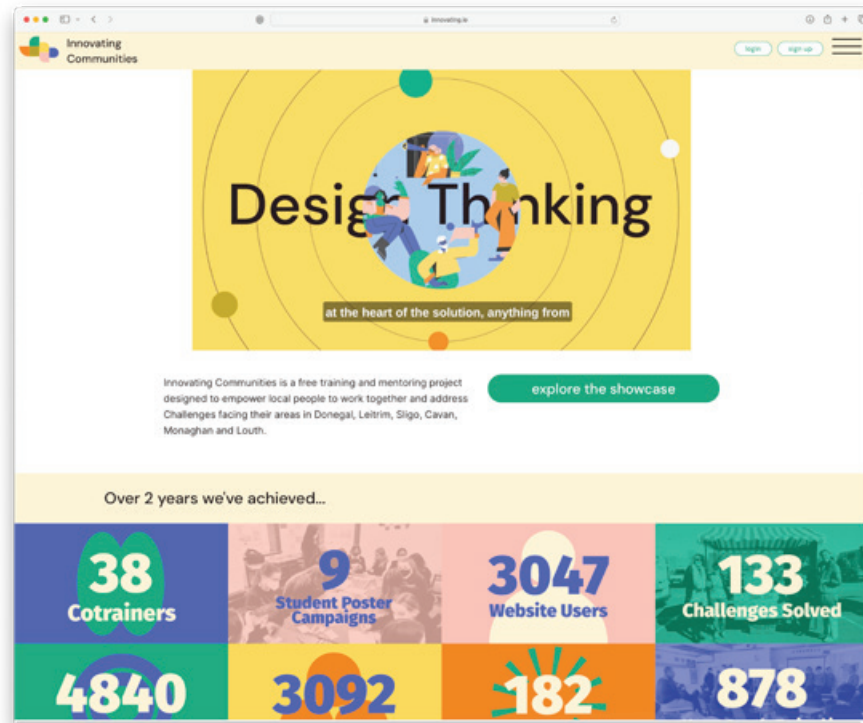 innovating.ie
Innovating
Communities
login
sign up
Design Thinking
at the heart of the solution, anything from
Innovating Communities is a free training and mentoring project
designed to empower local people to work together and address
Challenges facing their areas in Donegal, Leitrim, Sligo, Cavan,
Monaghan and Louth.
explore the showcase
Over 2 years we've achieved...
38
Cotrainers
9
Student Poster
Campaigns
3047
Website Users
133
Challenges Solved
4840
3092
182
878